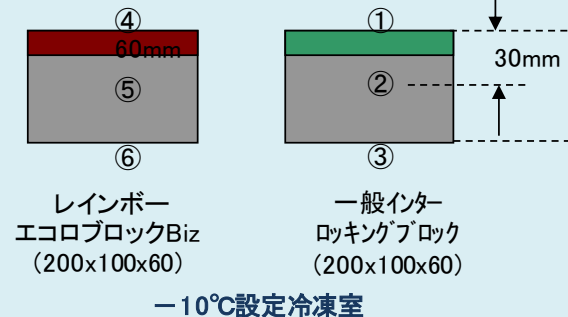 ④
60mm
⑤
⑥
レインボー
エコロブロックBiz
(200x100x60)
①
②
③
30mm
一般インター
ロッキングブロック
(200x100x60)
－10℃設定冷凍室